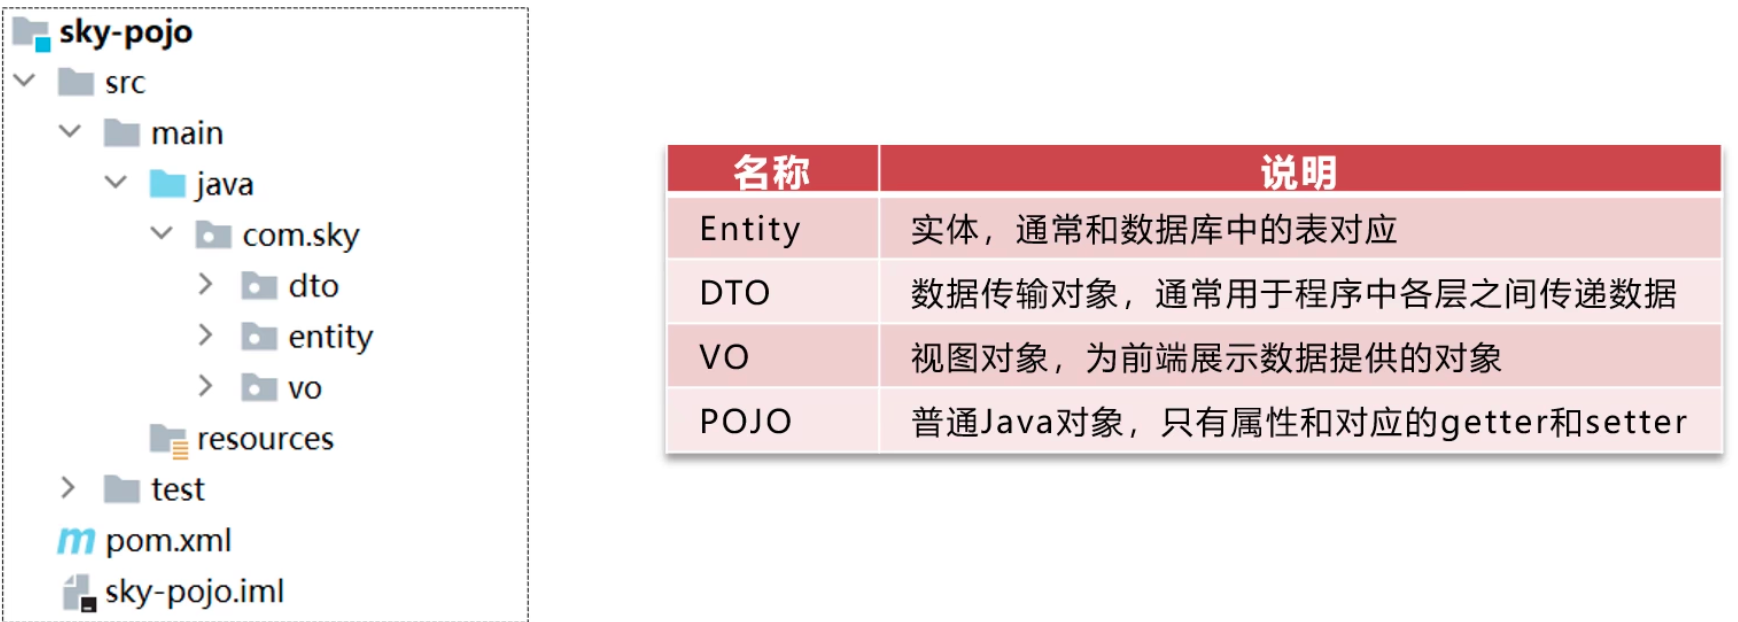 sky-pojo
src
main
java
com.sky
dto
entity
vo
resources
test
pom.xml
sky-pojo.iml
名称 说明
Entity 实体，通常和数据库中的表对应
DTO 数据传输对象，通常用于程序中各层之间传递数据
VO 视图对象，为前端展示数据提供的对象
POJO 普通Java对象，只有属性和对应的getter和setter